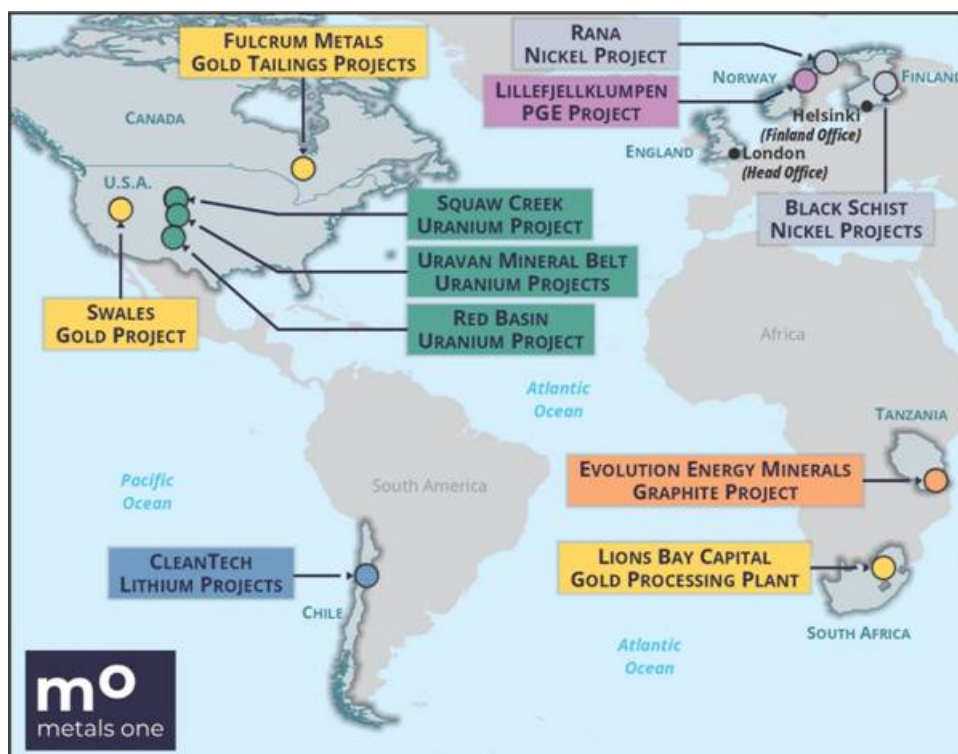 FULCRUM METALS
GOLD TAILINGS PROJECTS
RANA
NICKEL PROJECT
NORWAY
FINLAND
LILLEFJELLKLUMPEN
PGE PROJECT
CANADA
Helsinki
(Finland Office)
ENGLAND
London
(Head Office)
U.S.A.
SQUAW CREEK
URANIUM PROJECT
BLACK SCHIST
NICKEL PROJECTS
URAVAN MINERAL BELT
URANIUM PROJECTS
SWALES
GOLD PROJECT
RED BASIN
URANIUM PROJECT
Africa
Atlantic
Ocean
TANZANIA
Pacific
Ocean
South America
EVOLUTION ENERGY MINERALS
GRAPHITE PROJECT
CLEANTECH
LITHIUM PROJECTS
LIONS BAY CAPITAL
GOLD PROCESSING PLANT
CHILE
SOUTH AFRICA
Atlantic
Ocean
mo
metals one